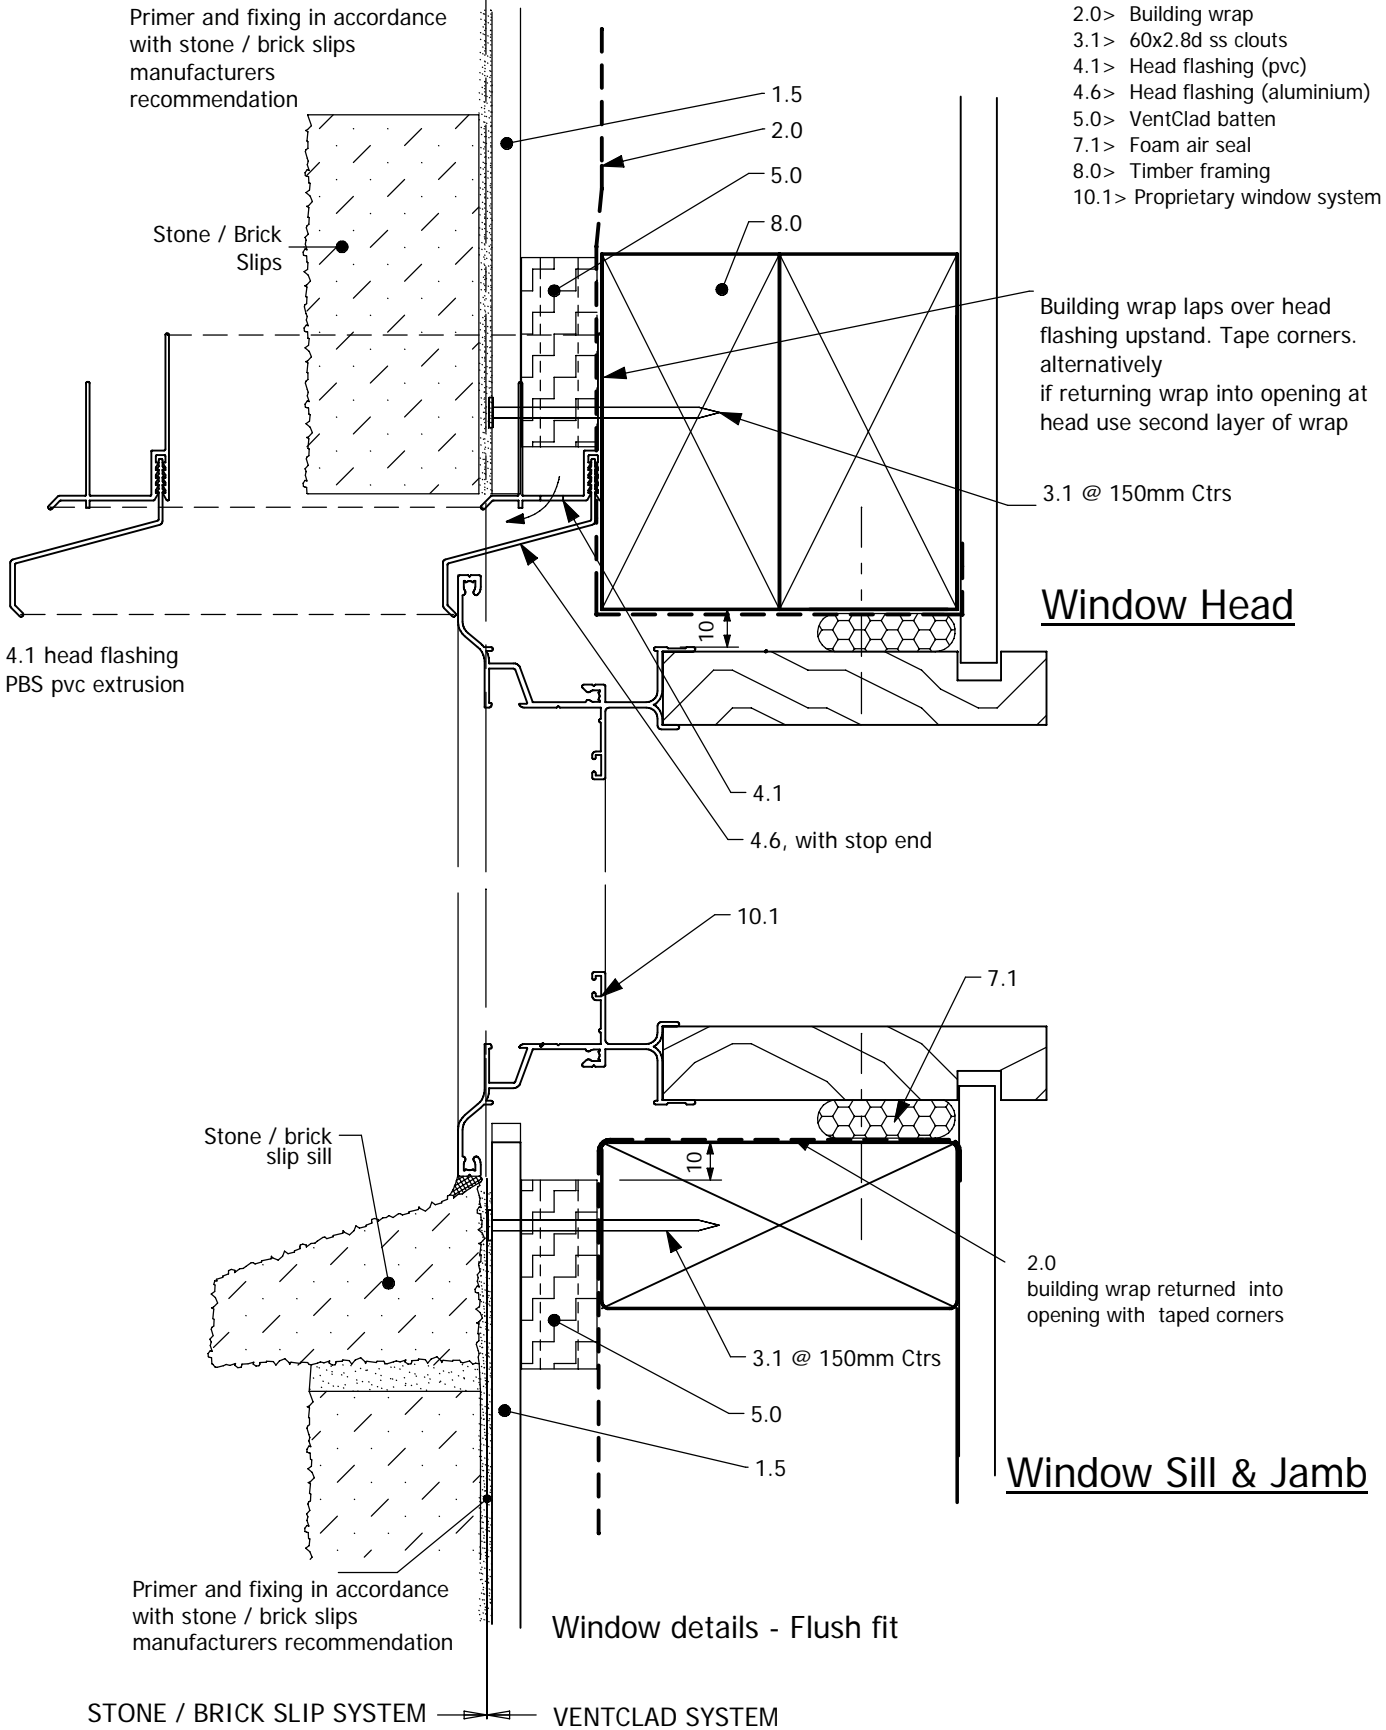 Primer and fixing in accordance
with stone / brick slips
manufacturers
recommendation
2.0> Building wrap
3.1> 60x2.8d ss clouts
4.1> Head flashing (pvc)
4.6> Head flashing (aluminium)
5.0> VentClad batten
7.1> Foam air seal
8.0> Timber framing
10.1> Proprietary window system
1.5
2.0
5.0
8.0
Stone / Brick
Slips
Building wrap laps over head
flashing upstand. Tape corners.
alternatively
if returning wrap into opening at
head use second layer of wrap
3.1 @ 150mm Ctrs
Window Head
10
4.1 head flashing
PBS pvc extrusion
4.1
4.6, with stop end
10.1
7.1
Stone / brick
slip sill
10
2.0
building wrap returned into
opening with taped corners
3.1 @ 150mm Ctrs
5.0
1.5
Window Sill & Jamb
Primer and fixing in accordance
with stone / brick slips
manufacturers recommendation
Window details - Flush fit
STONE / BRICK SLIP SYSTEM
VENTCLAD SYSTEM